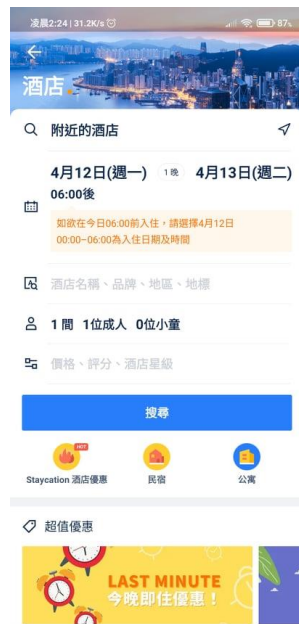 凌晨2:24 | 31.2K/s
87%
酒店
附近的酒店
4月12日(週一) 1晚 4月13日(週二)
06:00後
如欲在今日06:00前入住，請選擇4月12日
00:00-06:00為入住日期及時間
酒店名稱、品牌、地區、地標
1間 1位成人 0位小童
價格、評分、酒店星級
搜尋
HOT
Staycation 酒店優惠 民宿 公寓
超值優惠
LAST MINUTE
今晚即住優惠！